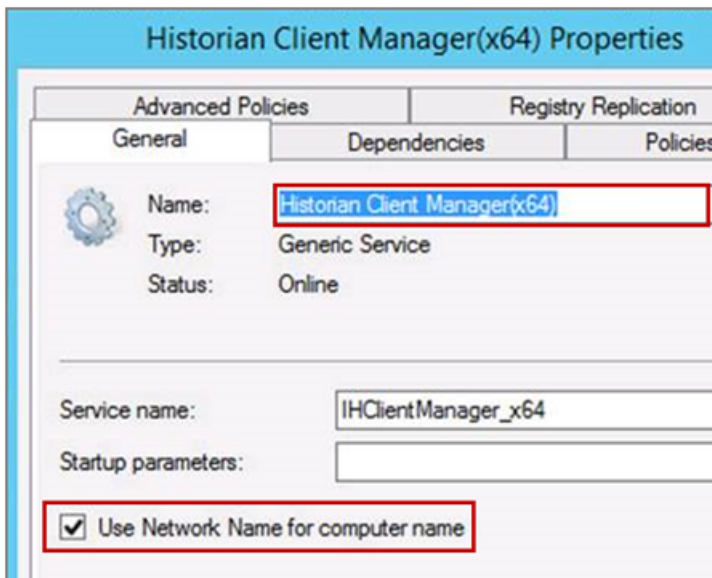 Historian Client Manager(x64) Properties
Advanced Policies Registry Replication
General Dependencies Policies
Name: Historian Client Manager(x64)
Type: Generic Service
Status: Online
Service name: IHClientManager_x64
Startup parameters:
Use Network Name for computer name